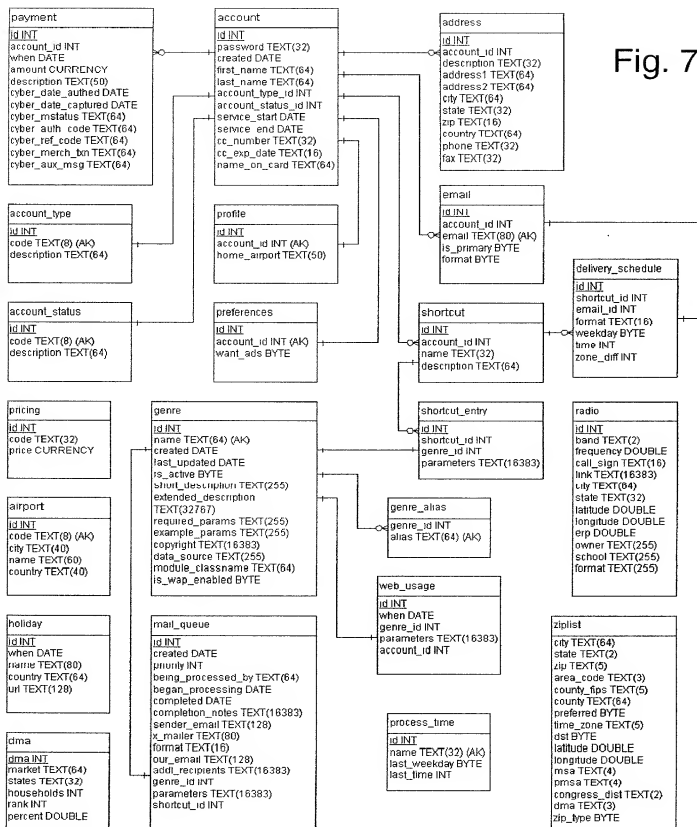 Fig. 7
payment
id INT
account_id INT
when DATE
amount CURRENCY
description TEXT(50)
cyber_date_authed DATE
cyber_date_captured DATE
cyber_mstatus TEXT(64)
cyber_auth_code TEXT(64)
cyber_ref_code TEXT(64)
cyber_merch_txn TEXT(64)
cyber_aux_msg TEXT(64)
account
id INT
password TEXT(32)
created DATE
first_name TEXT(64)
last_name TEXT(64)
account_type_id INT
account_status_id INT
service_start DATE
service_end DATE
cc_number TEXT(32)
cc_exp_date TEXT(16)
name_on_card TEXT(64)
address
id INT
account_id INT
description TEXT(32)
address1 TEXT(64)
address2 TEXT(64)
city TEXT(64)
state TEXT(32)
zip TEXT(16)
country TEXT(64)
phone TEXT(32)
fax TEXT(32)
account_type
id INT
code TEXT(8) (AK)
description TEXT(64)
profile
id INT
account_id INT (AK)
home_airport TEXT(50)
email
id INT
account_id INT
email TEXT(80) (AK)
is_primary BYTE
format BYTE
delivery_schedule
id INT
shortcut_id INT
email_id INT
format TEXT(16)
weekday BYTE
time INT
zone_diff INT
account_status
id INT
code TEXT(8) (AK)
description TEXT(64)
preferences
id INT
account_id INT (AK)
want_ads BYTE
shortcut
id INT
account_id INT
name TEXT(32)
description TEXT(64)
pricing
id INT
code TEXT(32)
price CURRENCY
genre
id INT
name TEXT(64) (AK)
created DATE
last_updated DATE
is_active BYTE
short_description TEXT(255)
extended_description
TEXT(32767)
required_params TEXT(255)
example_params TEXT(255)
copyright TEXT(16383)
data_source TEXT(255)
module_classname TEXT(64)
is_wap_enabled BYTE
shortcut_entry
id INT
shortcut_id INT
genre_id INT
parameters TEXT(16383)
radio
id INT
band TEXT(2)
frequency DOUBLE
call_sign TEXT(16)
link TEXT(16383)
city TEXT(64)
state TEXT(32)
latitude DOUBLE
longitude DOUBLE
erp DOUBLE
owner TEXT(255)
school TEXT(255)
format TEXT(255)
airport
id INT
code TEXT(8) (AK)
city TEXT(40)
name TEXT(60)
country TEXT(40)
genre_alias
genre_id INT
alias TEXT(64) (AK)
web_usage
id INT
when DATE
genre_id INT
parameters TEXT(16383)
account_id INT
holiday
id INT
when DATE
name TEXT(80)
country TEXT(64)
url TEXT(128)
mail_queue
id INT
created DATE
priority INT
being_processed_by TEXT(64)
began_processing DATE
completed DATE
completion_notes TEXT(16383)
sender_email TEXT(128)
x_mailer TEXT(80)
format TEXT(16)
our_email TEXT(128)
addl_recipients TEXT(16383)
genre_id INT
parameters TEXT(16383)
shortcut_id INT
ziplist
city TEXT(64)
state TEXT(2)
zip TEXT(5)
area_code TEXT(3)
county_fips TEXT(5)
county TEXT(64)
preferred BYTE
time_zone TEXT(5)
dst BYTE
latitude DOUBLE
longitude DOUBLE
msa TEXT(4)
pmsa TEXT(4)
congress_dist TEXT(2)
dma TEXT(3)
zip_type BYTE
process_time
id INT
name TEXT(32) (AK)
last_weekday BYTE
last_time INT
dma
dma INT
market TEXT(64)
states TEXT(32)
households INT
rank INT
percent DOUBLE